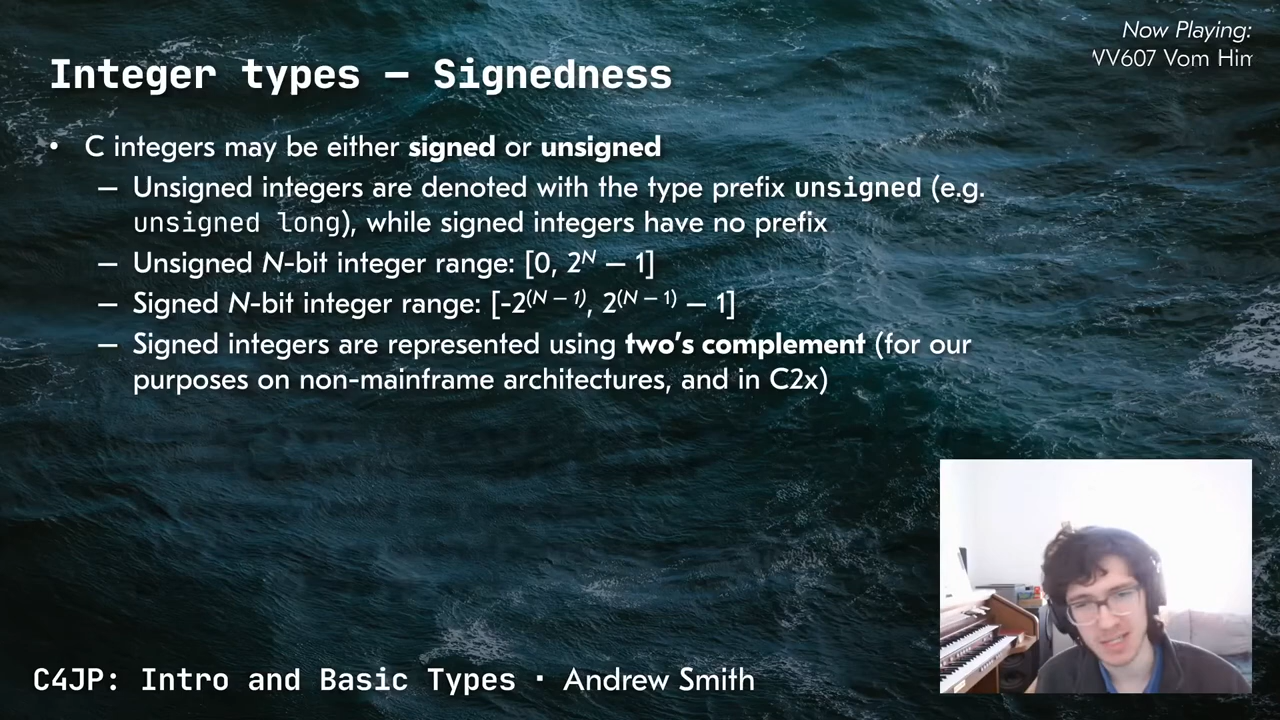 Now Playing:
VV607 Vom Him
Integer types – Signedness
• C integers may be either signed or unsigned
– Unsigned integers are denoted with the type prefix unsigned (e.g.
unsigned long), while signed integers have no prefix
– Unsigned N-bit integer range: [0, 2^N – 1]
– Signed N-bit integer range: [-2^(N – 1), 2^(N – 1) – 1]
– Signed integers are represented using two's complement (for our
purposes on non-mainframe architectures, and in C2x)
C4JP: Intro and Basic Types · Andrew Smith